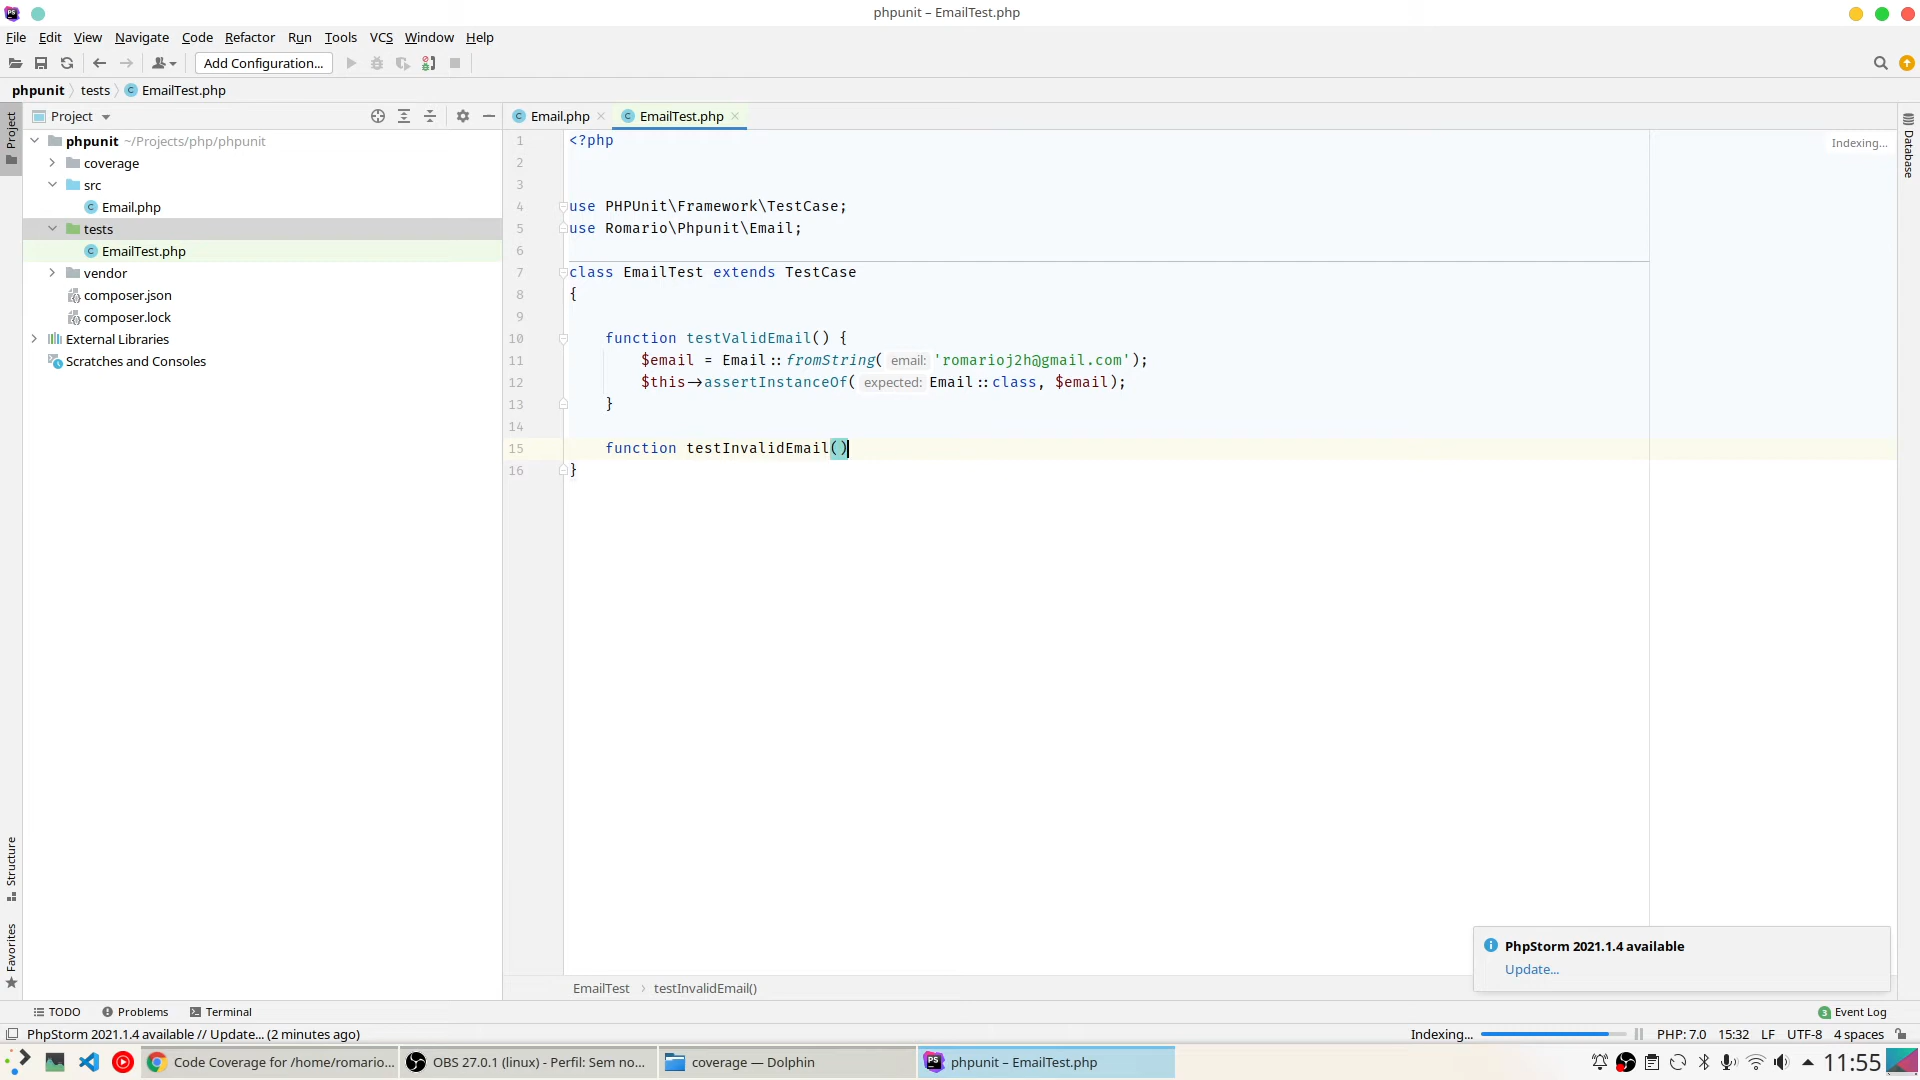 phpunit – EmailTest.php
File Edit View Navigate Code Refactor Run Tools VCS Window Help
Add Configuration...
phpunit tests EmailTest.php
Project
Project
phpunit ~/Projects/php/phpunit
coverage
src
Email.php
tests
EmailTest.php
vendor
composer.json
composer.lock
External Libraries
Scratches and Consoles
Structure
Favorites
Email.php EmailTest.php
Indexing...
Database
1 <?php
2
3
4 use PHPUnit\Framework\TestCase;
5 use Romario\Phpunit\Email;
6
7 class EmailTest extends TestCase
8 {
9
10 function testValidEmail() {
11 $email = Email::fromString( email: 'romarioj2h@gmail.com');
12 $this->assertInstanceOf( expected: Email::class, $email);
13 }
14
15 function testInvalidEmail()
16 }
PhpStorm 2021.1.4 available
Update...
EmailTest › testInvalidEmail()
TODO Problems Terminal
3 Event Log
PhpStorm 2021.1.4 available // Update... (2 minutes ago)
Indexing... PHP: 7.0 15:32 LF UTF-8 4 spaces
Code Coverage for /home/romario... OBS 27.0.1 (linux) - Perfil: Sem no... coverage — Dolphin PS phpunit – EmailTest.php 11:55